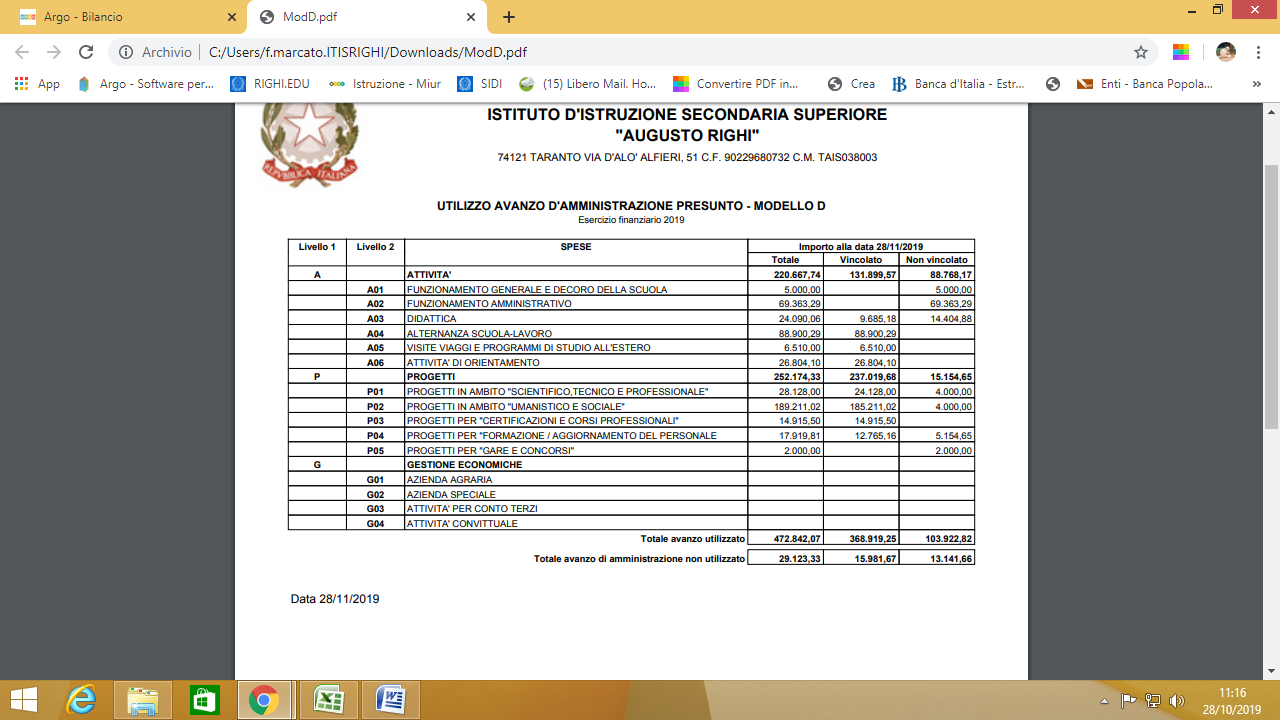 Argo - Bilancio
ModD.pdf
Archivio | C:/Users/f.marcato.ITISRIGHI/Downloads/ModD.pdf
App Argo - Software per... RIGHI.EDU Istruzione - Miur SIDI (15) Libero Mail. Ho... Convertire PDF in... Crea Banca d'Italia - Estr... Enti - Banca Popola... »
REPVBBLICA ITALIANA
ISTITUTO D'ISTRUZIONE SECONDARIA SUPERIORE
"AUGUSTO RIGHI"
74121 TARANTO VIA D'ALO' ALFIERI, 51 C.F. 90229680732 C.M. TAIS038003
UTILIZZO AVANZO D'AMMINISTRAZIONE PRESUNTO - MODELLO D
Esercizio finanziario 2019
Livello 1 Livello 2 SPESE Importo alla data 28/11/2019
Totale Vincolato Non vincolato
A ATTIVITA' 220.667,74 131.899,57 88.768,17
A01 FUNZIONAMENTO GENERALE E DECORO DELLA SCUOLA 5.000,00 5.000,00
A02 FUNZIONAMENTO AMMINISTRATIVO 69.363,29 69.363,29
A03 DIDATTICA 24.090,06 9.685,18 14.404,88
A04 ALTERNANZA SCUOLA-LAVORO 88.900,29 88.900,29
A05 VISITE VIAGGI E PROGRAMMI DI STUDIO ALL'ESTERO 6.510,00 6.510,00
A06 ATTIVITA' DI ORIENTAMENTO 26.804,10 26.804,10
P PROGETTI 252.174,33 237.019,68 15.154,65
P01 PROGETTI IN AMBITO "SCIENTIFICO,TECNICO E PROFESSIONALE" 28.128,00 24.128,00 4.000,00
P02 PROGETTI IN AMBITO "UMANISTICO E SOCIALE" 189.211,02 185.211,02 4.000,00
P03 PROGETTI PER "CERTIFICAZIONI E CORSI PROFESSIONALI" 14.915,50 14.915,50
P04 PROGETTI PER "FORMAZIONE / AGGIORNAMENTO DEL PERSONALE 17.919,81 12.765,16 5.154,65
P05 PROGETTI PER "GARE E CONCORSI" 2.000,00 2.000,00
G GESTIONE ECONOMICHE
G01 AZIENDA AGRARIA
G02 AZIENDA SPECIALE
G03 ATTIVITA' PER CONTO TERZI
G04 ATTIVITA' CONVITTUALE
Totale avanzo utilizzato 472.842,07 368.919,25 103.922,82
Totale avanzo di amministrazione non utilizzato 29.123,33 15.981,67 13.141,66
Data 28/11/2019
11:16
28/10/2019